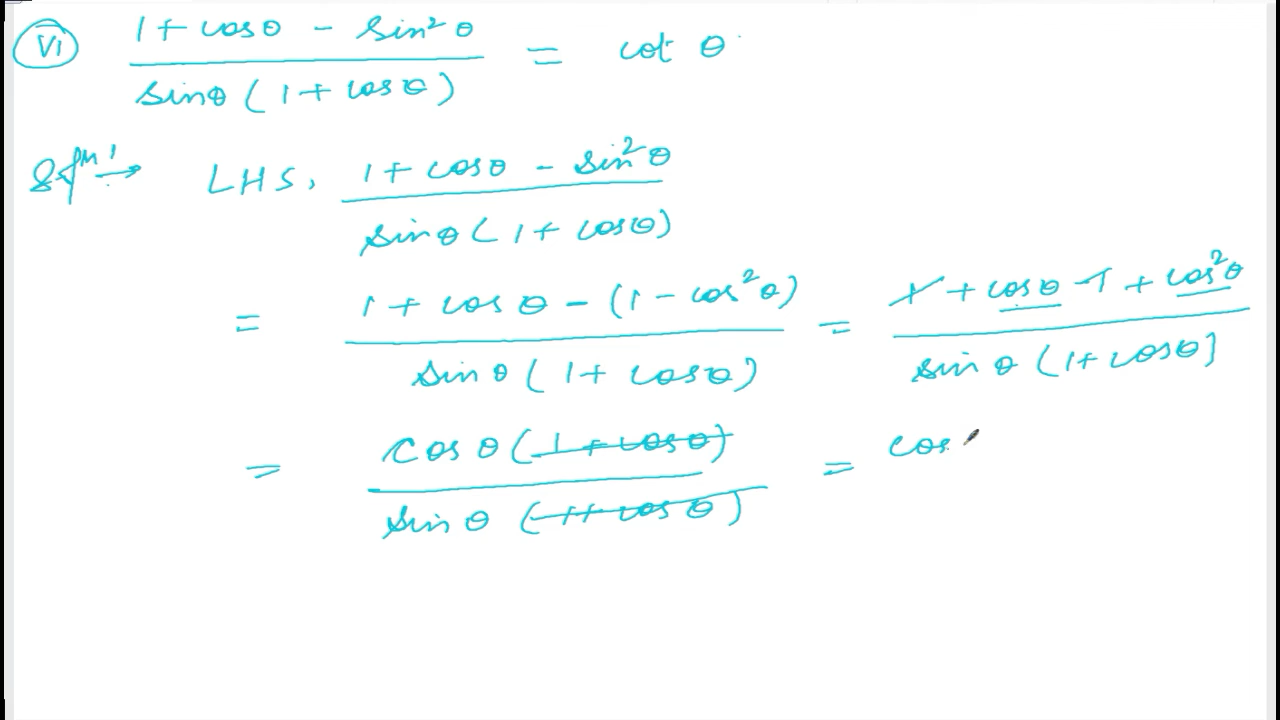 (vi) (1 + cosθ - sin²θ) / (sinθ (1 + cosθ)) = cot θ
Solⁿ! → LHS, (1 + cosθ - sin²θ) / (sinθ (1 + cosθ))
= (1 + cosθ - (1 - cos²θ)) / (sinθ (1 + cosθ)) = (1 + cosθ - 1 + cos²θ) / (sinθ (1 + cosθ))
= (cosθ (1 + cosθ)) / (sinθ (1 + cosθ)) = cos